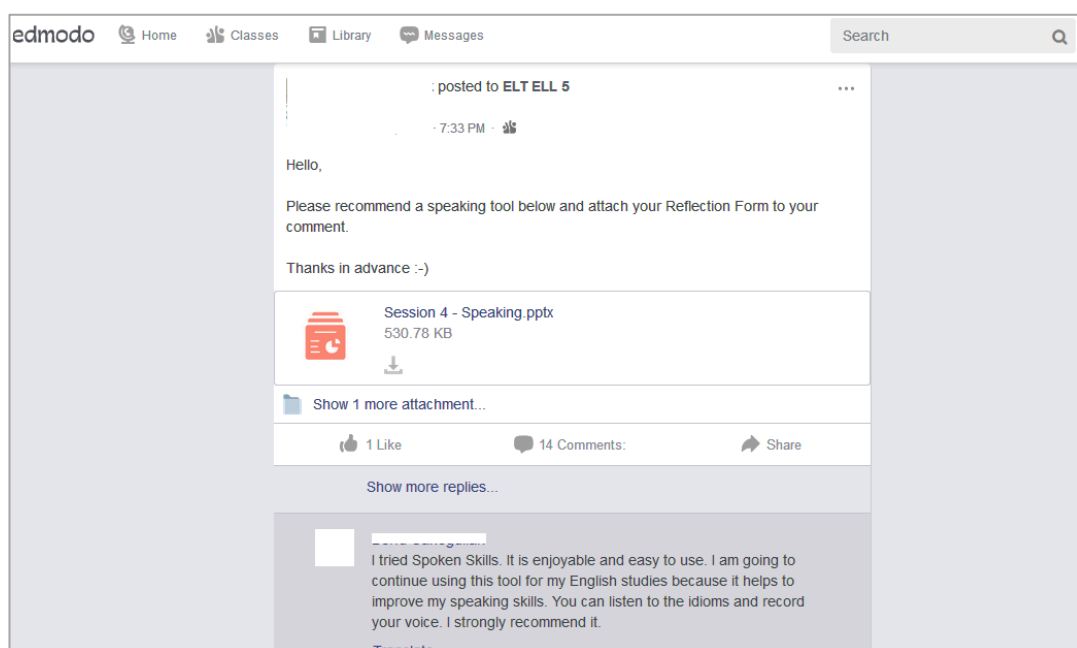 edmodo Home Classes Library Messages Search
: posted to ELT ELL 5
· 7:33 PM ·
Hello,
Please recommend a speaking tool below and attach your Reflection Form to your
comment.
Thanks in advance :-)
Session 4 - Speaking.pptx
530.78 KB
Show 1 more attachment...
1 Like 14 Comments: Share
Show more replies...
I tried Spoken Skills. It is enjoyable and easy to use. I am going to
continue using this tool for my English studies because it helps to
improve my speaking skills. You can listen to the idioms and record
your voice. I strongly recommend it.